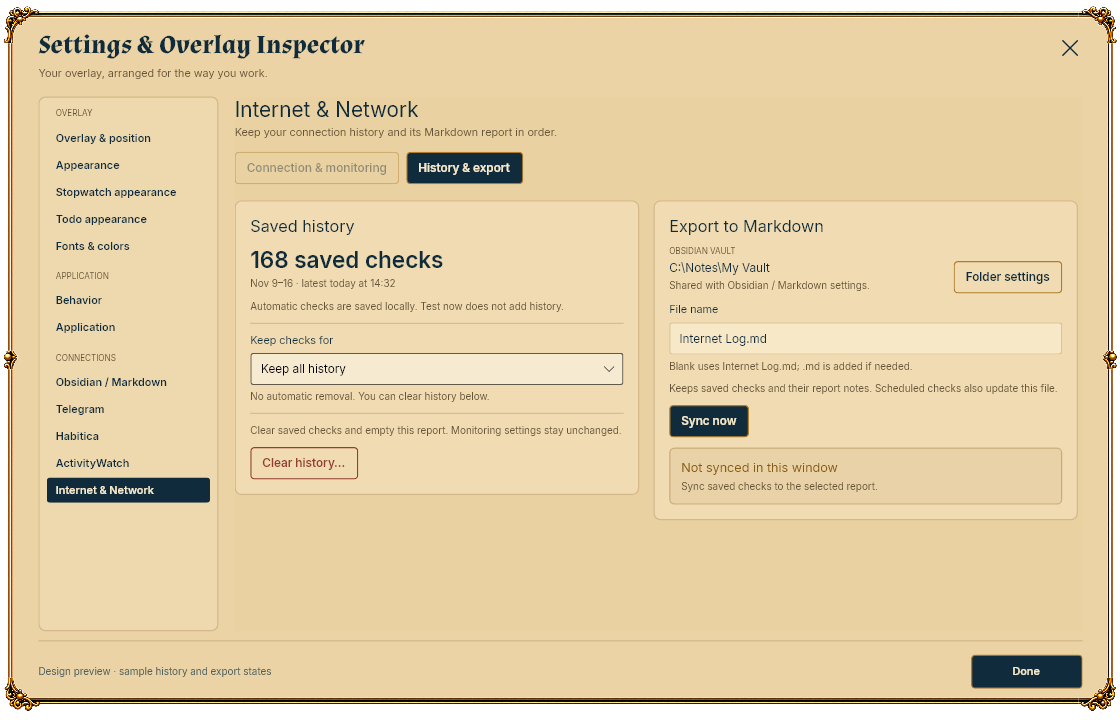 Settings & Overlay Inspector
Your overlay, arranged for the way you work.
OVERLAY
Overlay & position
Appearance
Stopwatch appearance
Todo appearance
Fonts & colors
APPLICATION
Behavior
Application
CONNECTIONS
Obsidian / Markdown
Telegram
Habitica
ActivityWatch
Internet & Network
Internet & Network
Keep your connection history and its Markdown report in order.
Connection & monitoring
History & export
Saved history
168 saved checks
Nov 9–16 · latest today at 14:32
Automatic checks are saved locally. Test now does not add history.
Keep checks for
Keep all history
No automatic removal. You can clear history below.
Clear saved checks and empty this report. Monitoring settings stay unchanged.
Clear history...
Export to Markdown
OBSIDIAN VAULT
C:\Notes\My Vault
Shared with Obsidian / Markdown settings.
Folder settings
File name
Internet Log.md
Blank uses Internet Log.md; .md is added if needed.
Keeps saved checks and their report notes. Scheduled checks also update this file.
Sync now
Not synced in this window
Sync saved checks to the selected report.
Design preview · sample history and export states
Done